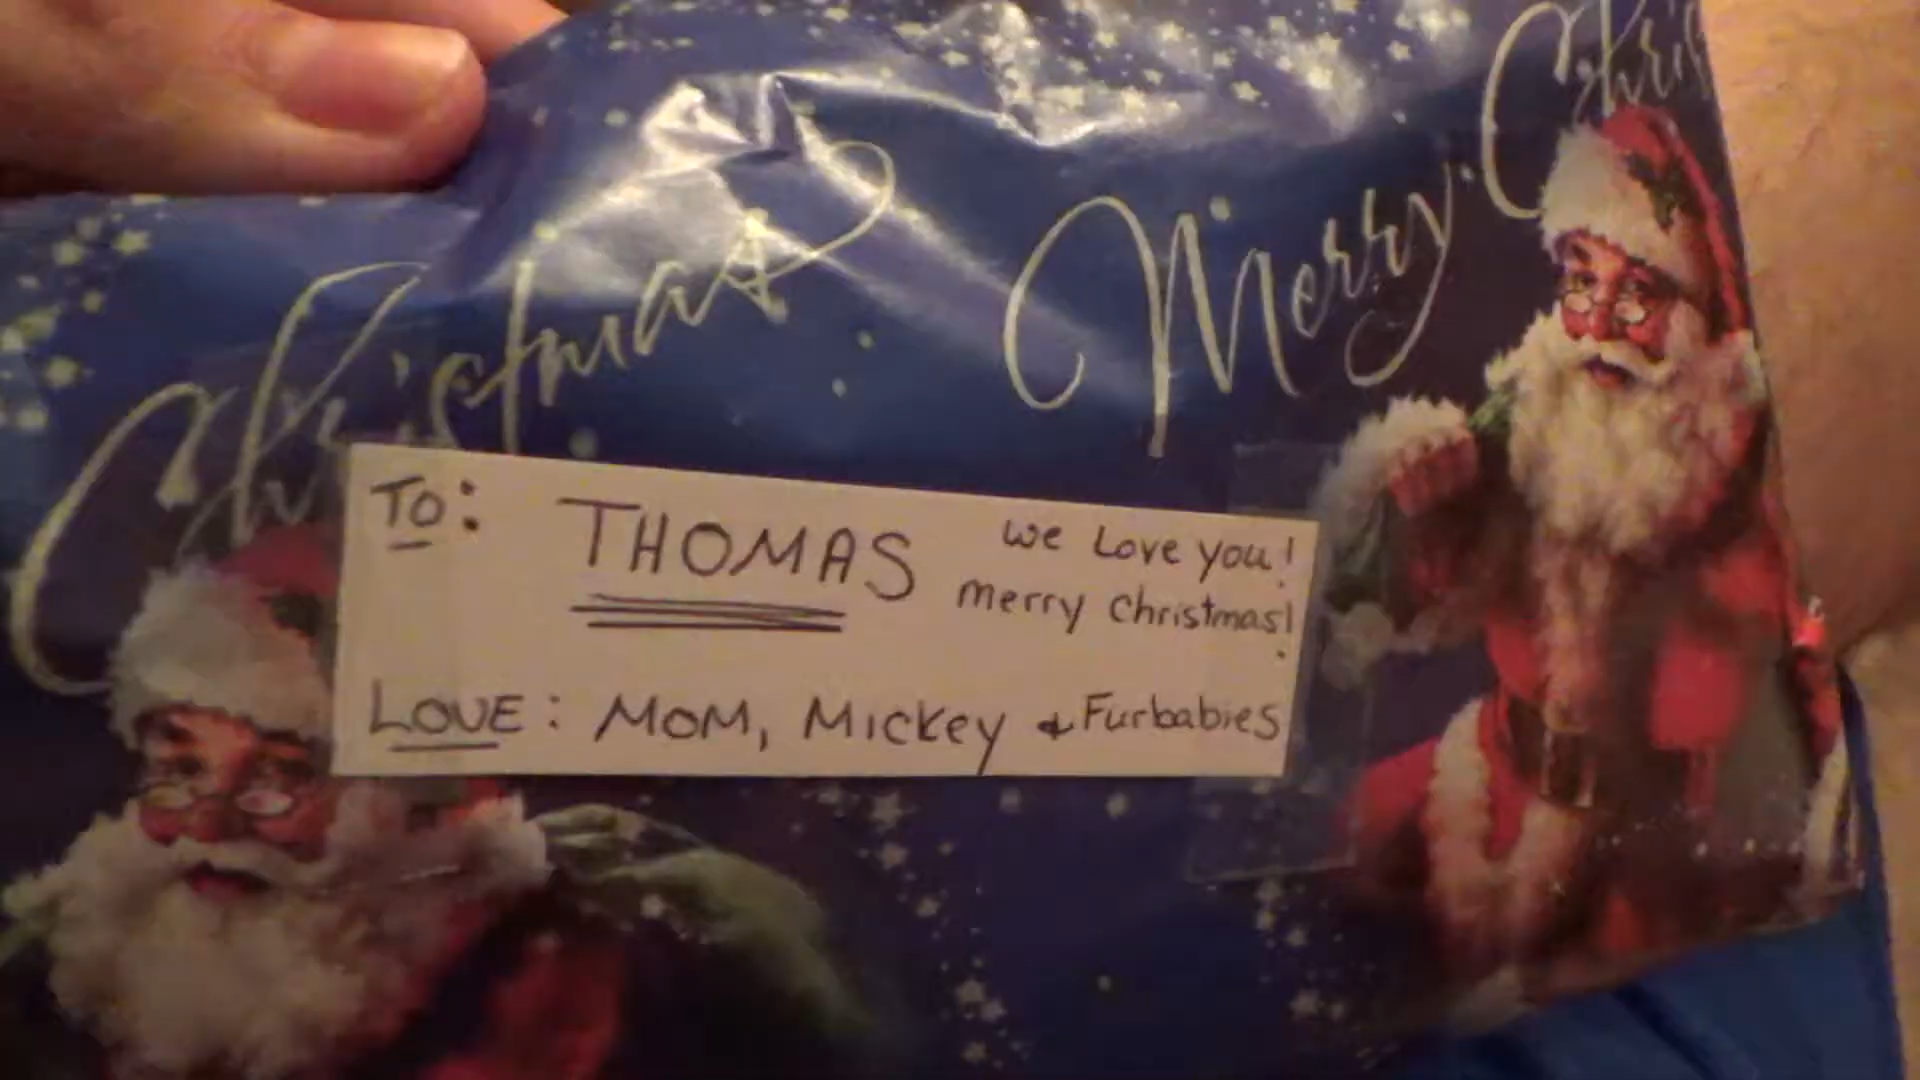 Merry Chris
Christmas
TO: THOMAS we Love you!
merry christmas!
LOVE: MOM, Mickey & Furbabies